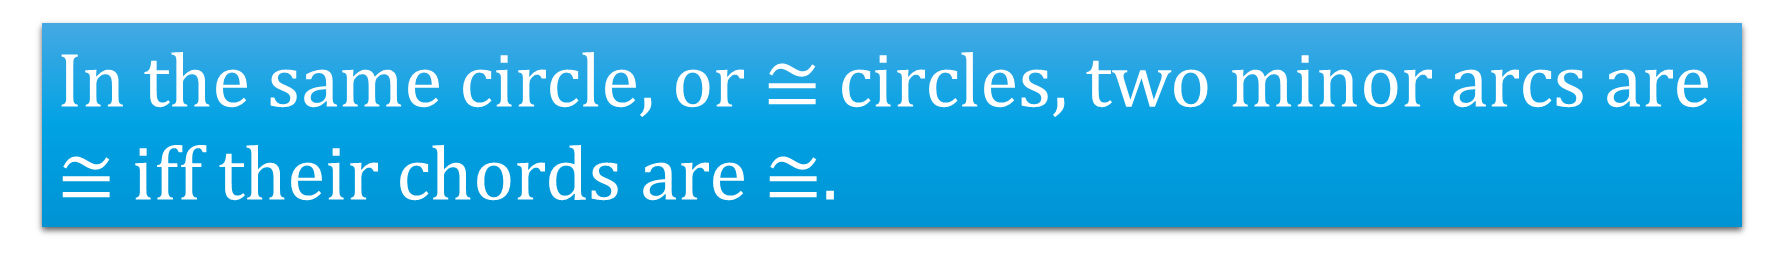 In the same circle, or ≅ circles, two minor arcs are
≅ iff their chords are ≅.